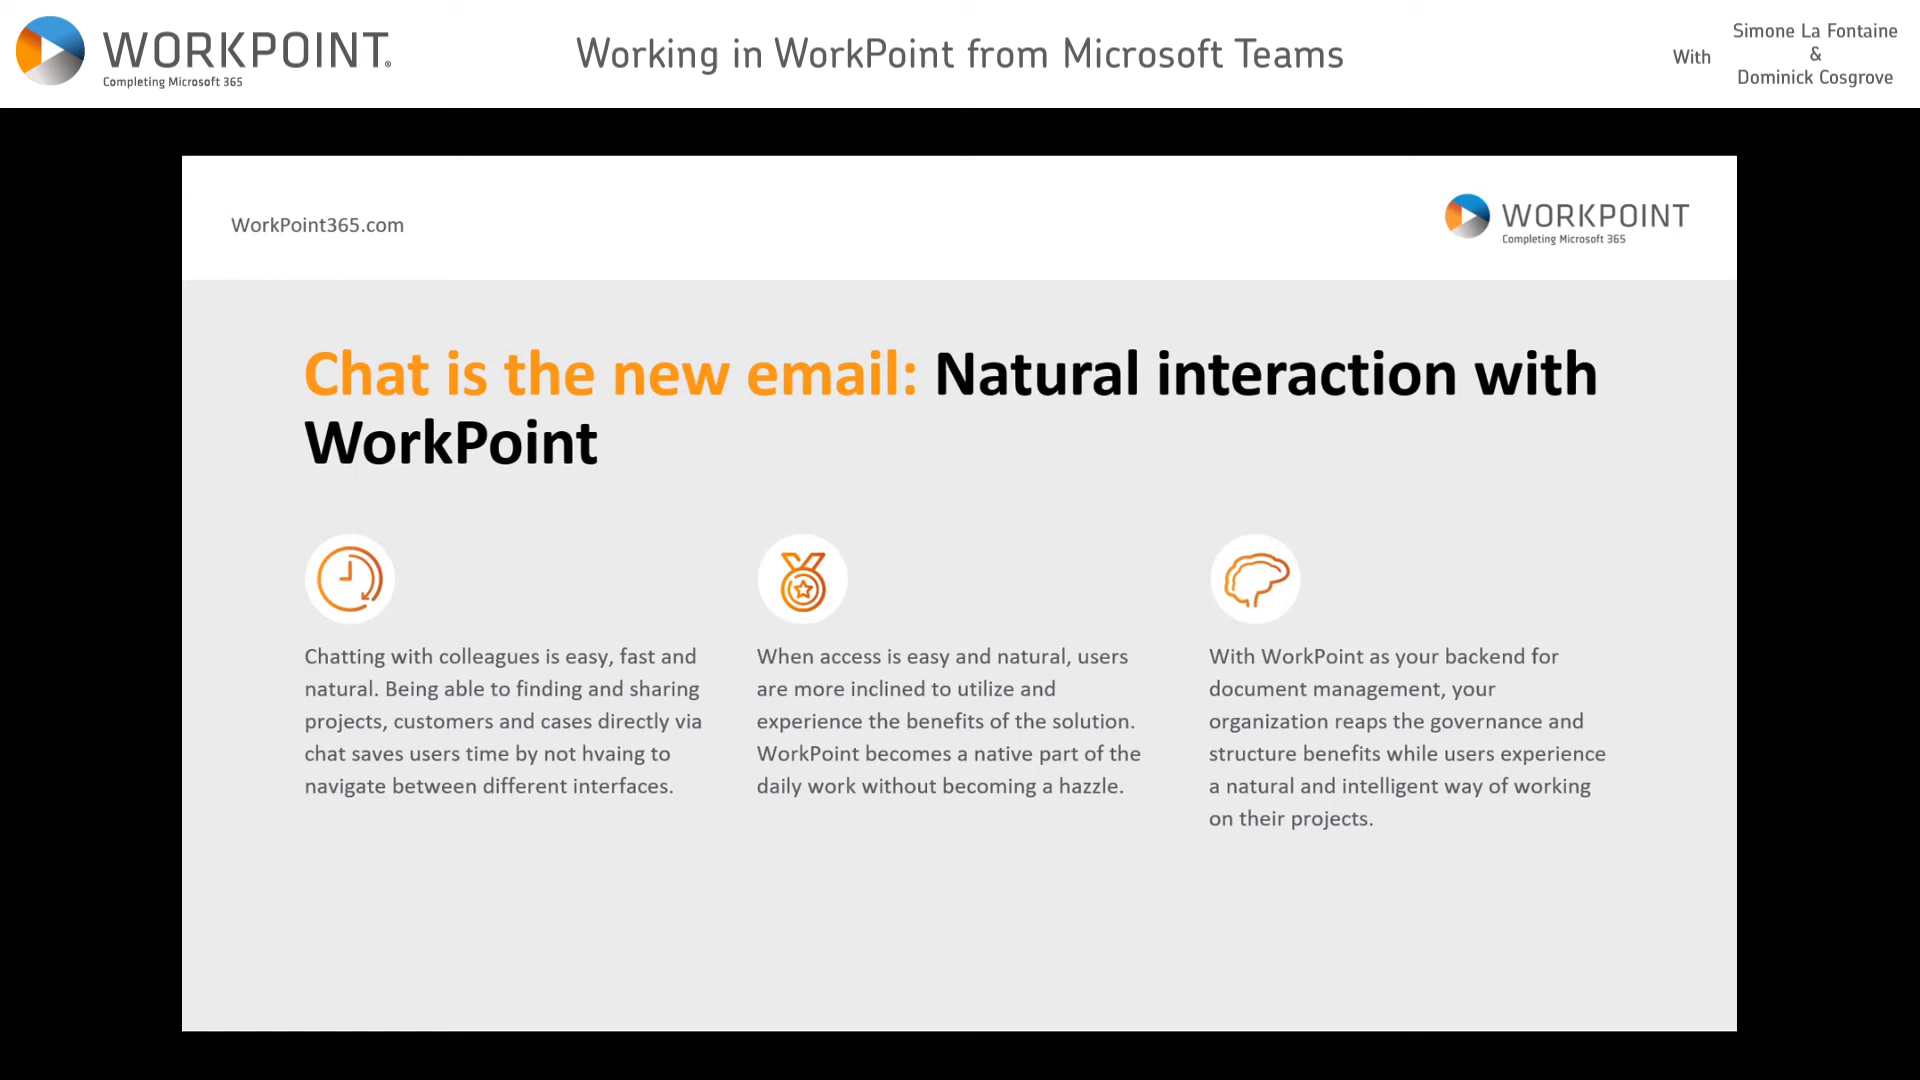 WORKPOINT®
Completing Microsoft 365
Working in WorkPoint from Microsoft Teams
With
Simone La Fontaine
&
Dominick Cosgrove
WorkPoint365.com
WORKPOINT
Completing Microsoft 365
Chat is the new email: Natural interaction with
WorkPoint
Chatting with colleagues is easy, fast and
natural. Being able to finding and sharing
projects, customers and cases directly via
chat saves users time by not hvaing to
navigate between different interfaces.
When access is easy and natural, users
are more inclined to utilize and
experience the benefits of the solution.
WorkPoint becomes a native part of the
daily work without becoming a hazzle.
With WorkPoint as your backend for
document management, your
organization reaps the governance and
structure benefits while users experience
a natural and intelligent way of working
on their projects.